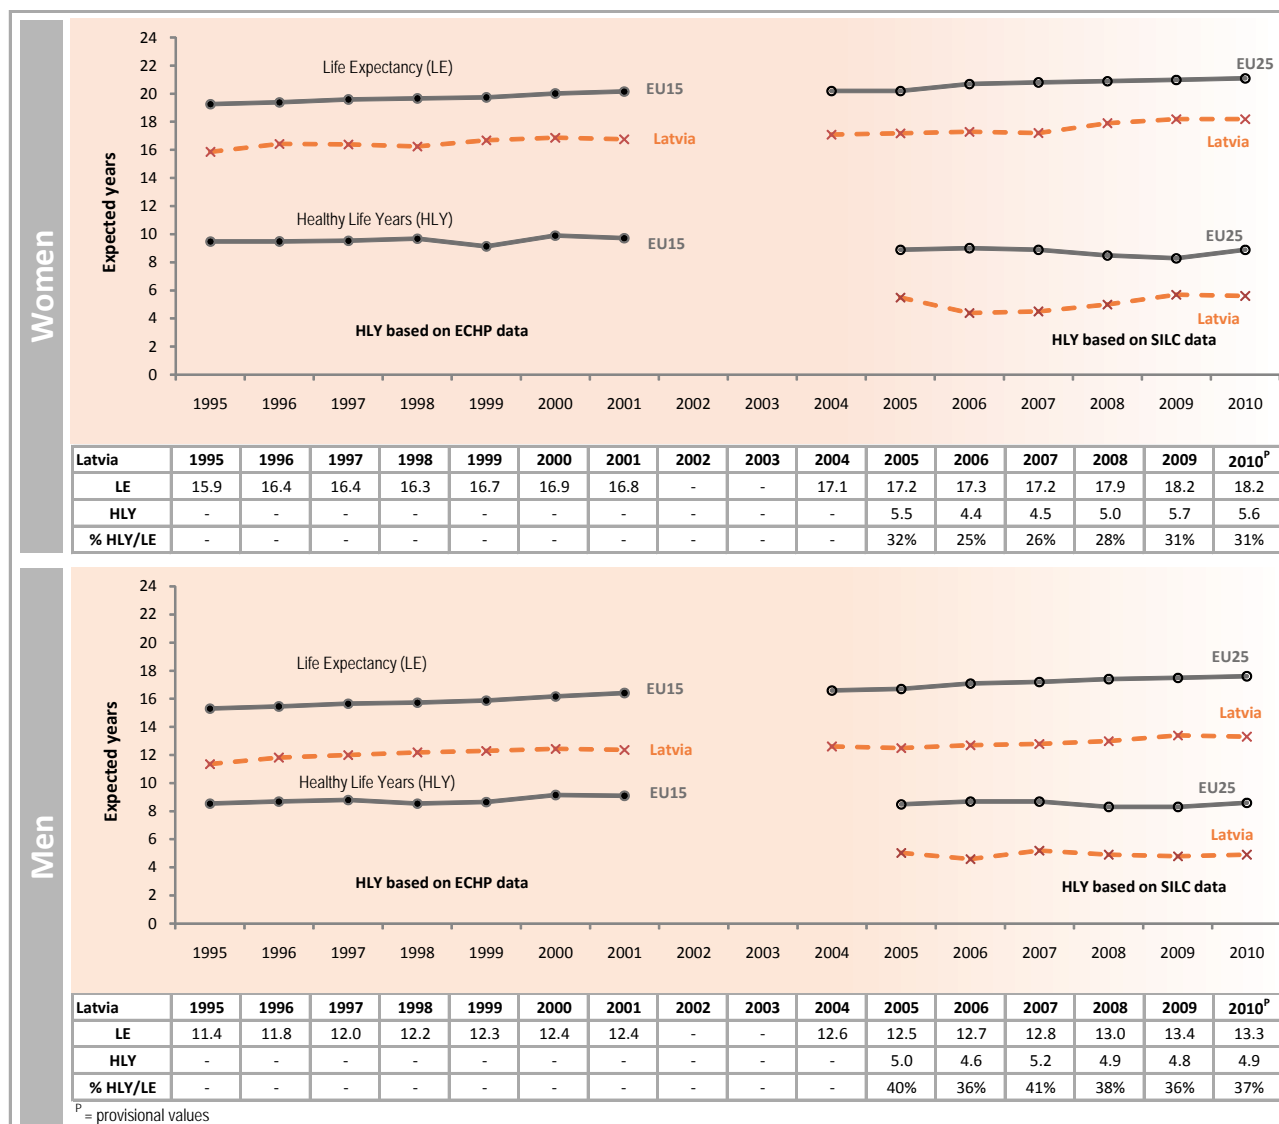 Women
Expected years
24
22
20
18
16
14
12
10
8
6
4
2
0
Life Expectancy (LE)
EU15
EU25
Latvia
Latvia
Healthy Life Years (HLY)
EU15
EU25
Latvia
HLY based on ECHP data
HLY based on SILC data
1995 1996 1997 1998 1999 2000 2001 2002 2003 2004 2005 2006 2007 2008 2009 2010
Latvia 1995 1996 1997 1998 1999 2000 2001 2002 2003 2004 2005 2006 2007 2008 2009 2010P
LE 15.9 16.4 16.4 16.3 16.7 16.9 16.8 - - 17.1 17.2 17.3 17.2 17.9 18.2 18.2
HLY - - - - - - - - - - 5.5 4.4 4.5 5.0 5.7 5.6
% HLY/LE - - - - - - - - - - 32% 25% 26% 28% 31% 31%
Men
Expected years
24
22
20
18
16
14
12
10
8
6
4
2
0
Life Expectancy (LE)
EU15
EU25
Latvia
Latvia
Healthy Life Years (HLY)
EU15
EU25
Latvia
HLY based on ECHP data
HLY based on SILC data
1995 1996 1997 1998 1999 2000 2001 2002 2003 2004 2005 2006 2007 2008 2009 2010
Latvia 1995 1996 1997 1998 1999 2000 2001 2002 2003 2004 2005 2006 2007 2008 2009 2010P
LE 11.4 11.8 12.0 12.2 12.3 12.4 12.4 - - 12.6 12.5 12.7 12.8 13.0 13.4 13.3
HLY - - - - - - - - - - 5.0 4.6 5.2 4.9 4.8 4.9
% HLY/LE - - - - - - - - - - 40% 36% 41% 38% 36% 37%
P = provisional values